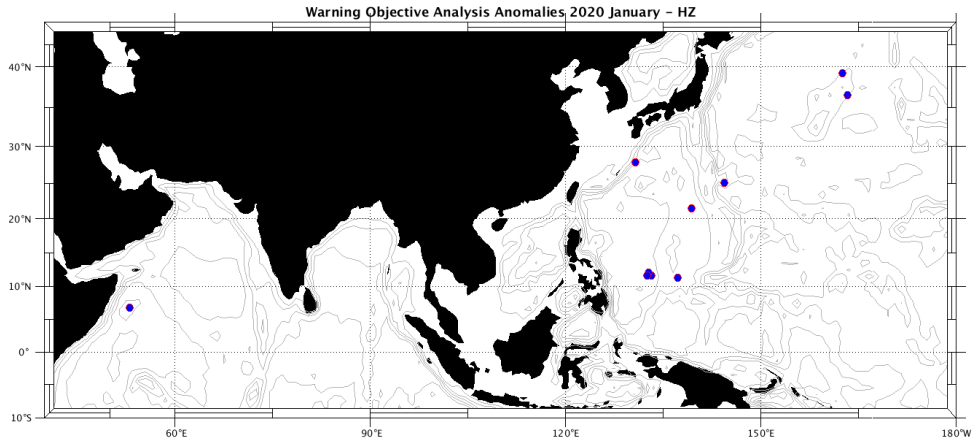 Warning Objective Analysis Anomalies 2020 January - HZ
40°N
30°N
20°N
10°N
0°
10°S
60°E
90°E
120°E
150°E
180°W